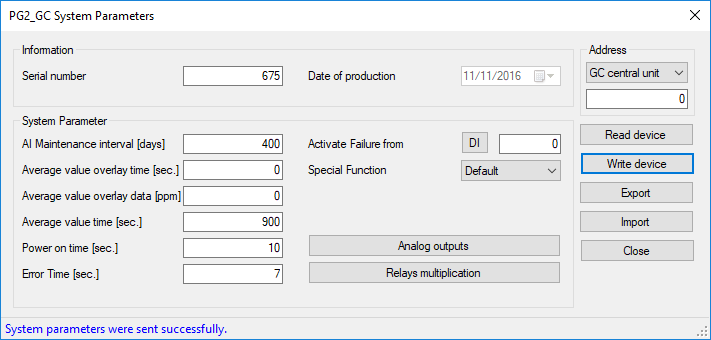 PG2_GC System Parameters
Information
Serial number 675 Date of production 11/11/2016
Address
GC central unit
0
System Parameter
AI Maintenance interval [days] 400 Activate Failure from DI 0
Average value overlay time [sec.] 0 Special Function Default
Average value overlay data [ppm] 0
Average value time [sec.] 900
Power on time [sec.] 10 Analog outputs
Error Time [sec.] 7 Relays multiplication
Read device
Write device
Export
Import
Close
System parameters were sent successfully.